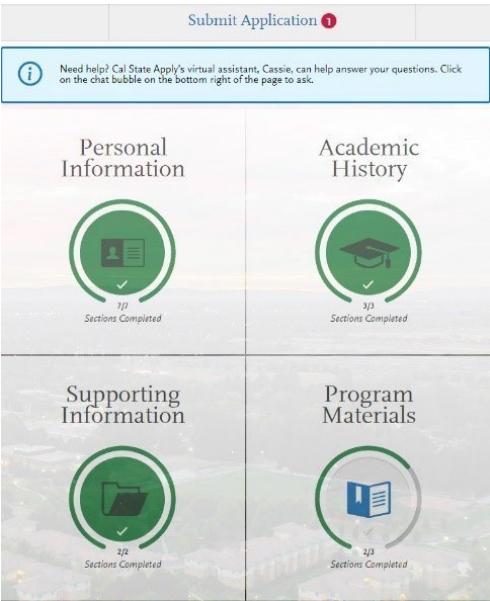 Submit Application 1
Need help? Cal State Apply's virtual assistant, Cassie, can help answer your questions. Click
on the chat bubble on the bottom right of the page to ask.
Personal
Information
7/7
Sections Completed
Academic
History
3/3
Sections Completed
Supporting
Information
2/2
Sections Completed
Program
Materials
2/3
Sections Completed